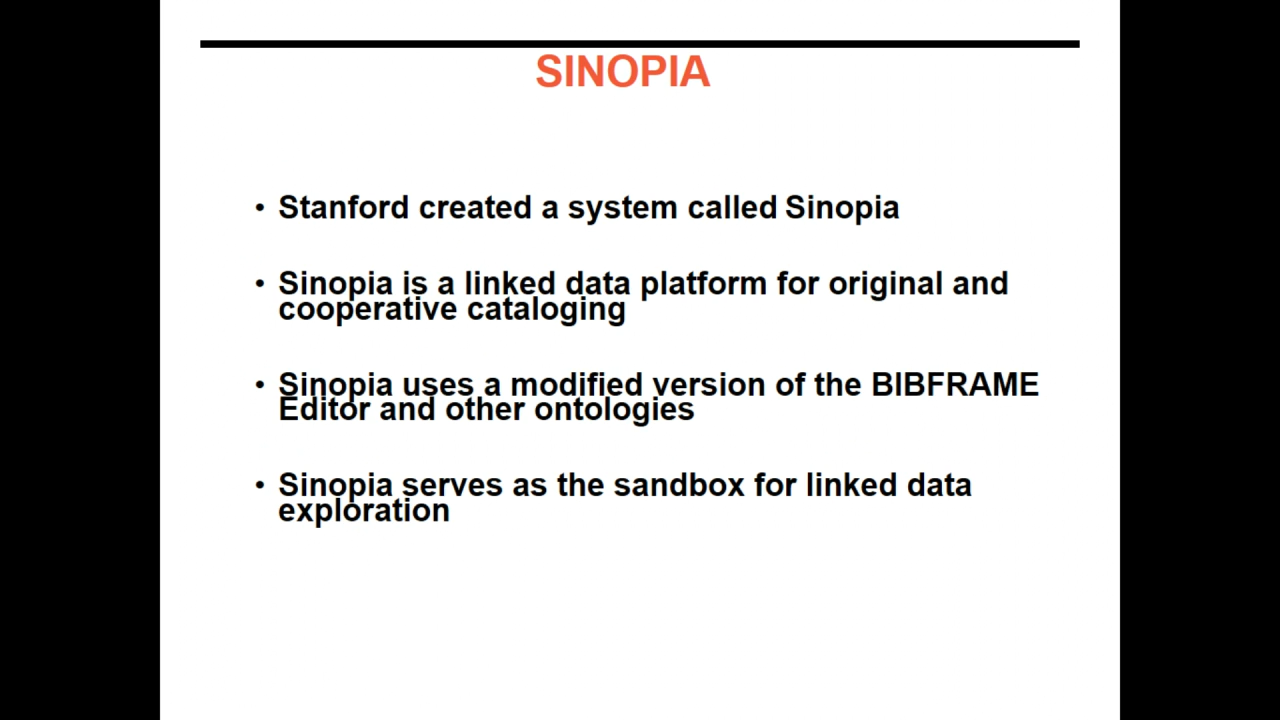 SINOPIA
• Stanford created a system called Sinopia
• Sinopia is a linked data platform for original and
cooperative cataloging
• Sinopia uses a modified version of the BIBFRAME
Editor and other ontologies
• Sinopia serves as the sandbox for linked data
exploration